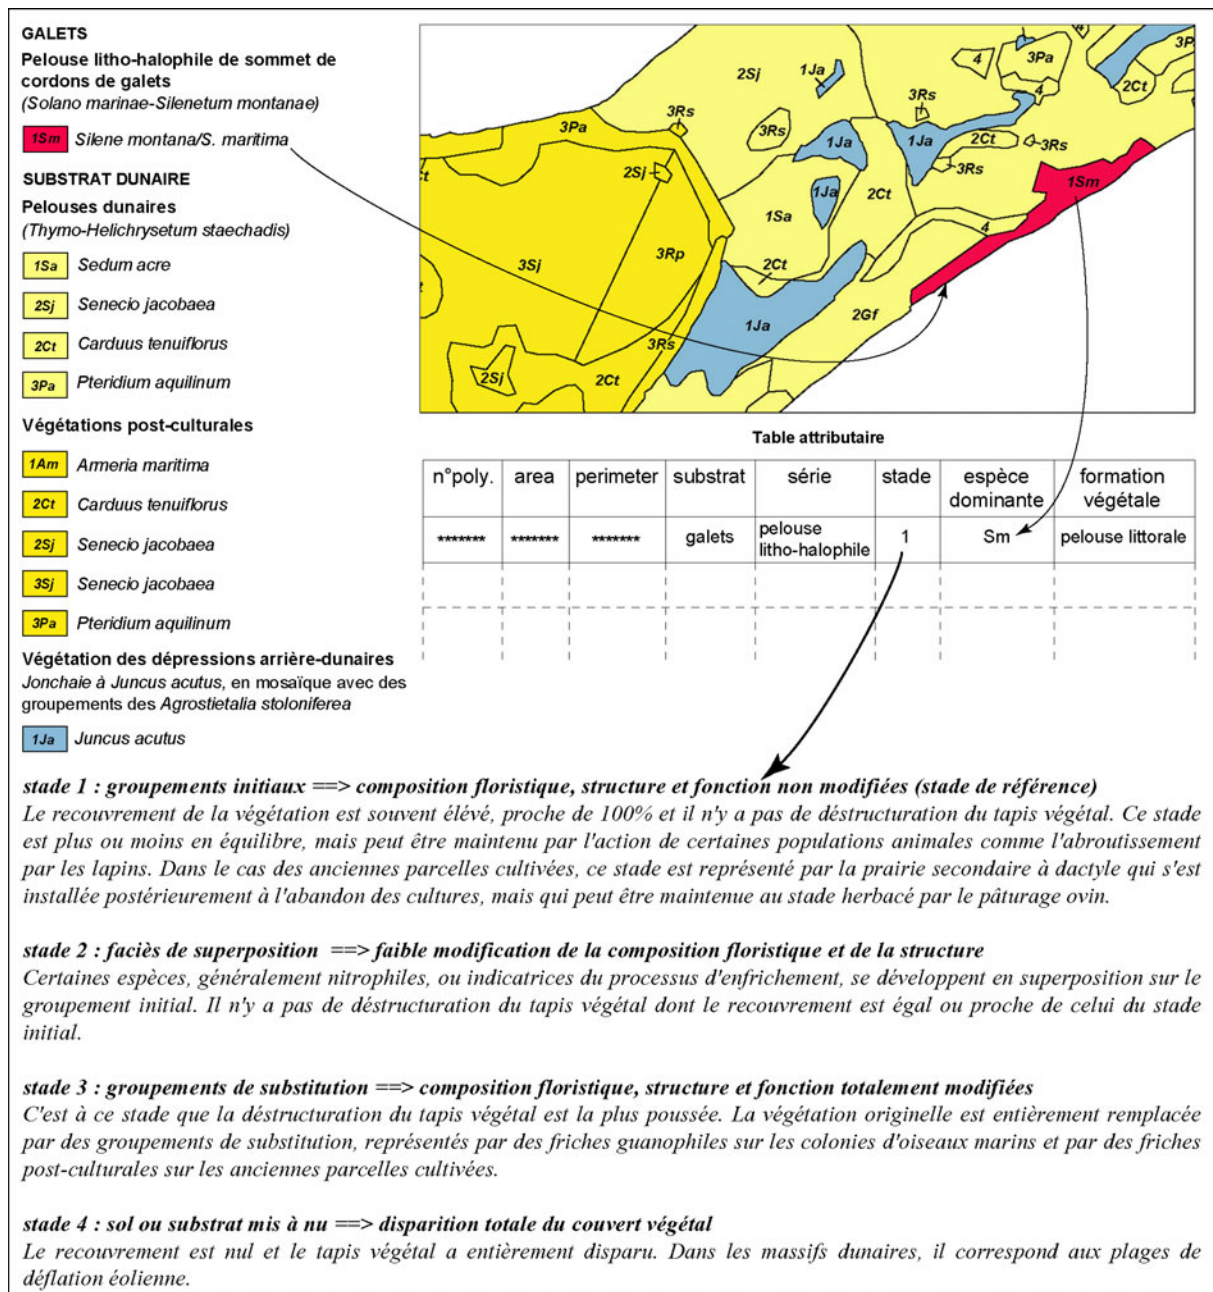 GALETS
Pelouse litho-halophile de sommet de
cordons de galets
(Solano marinae-Silenetum montanae)
1Sm Silene montana/S. maritima
SUBSTRAT DUNAIRE
Pelouses dunaires
(Thymo-Helichrysetum staechadis)
1Sa Sedum acre
2Sj Senecio jacobaea
2Ct Carduus tenuiflorus
3Pa Pteridium aquilinum
Végétations post-culturales
1Am Armeria maritima
2Ct Carduus tenuiflorus
2Sj Senecio jacobaea
3Sj Senecio jacobaea
3Pa Pteridium aquilinum
Végétation des dépressions arrière-dunaires
Jonchaie à Juncus acutus, en mosaïque avec des
groupements des Agrostietalia stoloniferea
1Ja Juncus acutus
2Sj
1Ja
4
3Pa
3P
2Ct
4
3Rs
3Rs
3Rs
3Pa
1Ja
1Ja
2Ct
3Rs
3Rs
1Sm
2Sj
1Ja
2Ct
1Sa
4
3Sj
3Rp
2Ct
2Gf
1Ja
3Rs
2Sj
2Ct
ct
t
Table attributaire
n°poly. area perimeter substrat série stade espèce dominante formation végétale
******* ******* ******* galets pelouse litho-halophile 1 Sm pelouse littorale
stade 1 : groupements initiaux ==> composition floristique, structure et fonction non modifiées (stade de référence)
Le recouvrement de la végétation est souvent élévé, proche de 100% et il n'y a pas de déstructuration du tapis végétal. Ce stade
est plus ou moins en équilibre, mais peut être maintenu par l'action de certaines populations animales comme l'abroutissement
par les lapins. Dans le cas des anciennes parcelles cultivées, ce stade est représenté par la prairie secondaire à dactyle qui s'est
installée postérieurement à l'abandon des cultures, mais qui peut être maintenue au stade herbacé par le pâturage ovin.
stade 2 : faciès de superposition ==> faible modification de la composition floristique et de la structure
Certaines espèces, généralement nitrophiles, ou indicatrices du processus d'enfrichement, se développent en superposition sur le
groupement initial. Il n'y a pas de déstructuration du tapis végétal dont le recouvrement est égal ou proche de celui du stade
initial.
stade 3 : groupements de substitution ==> composition floristique, structure et fonction totalement modifiées
C'est à ce stade que la déstructuration du tapis végétal est la plus poussée. La végétation originelle est entièrement remplacée
par des groupements de substitution, représentés par des friches guanophiles sur les colonies d'oiseaux marins et par des friches
post-culturales sur les anciennes parcelles cultivées.
stade 4 : sol ou substrat mis à nu ==> disparition totale du couvert végétal
Le recouvrement est nul et le tapis végétal a entièrement disparu. Dans les massifs dunaires, il correspond aux plages de
déflation éolienne.